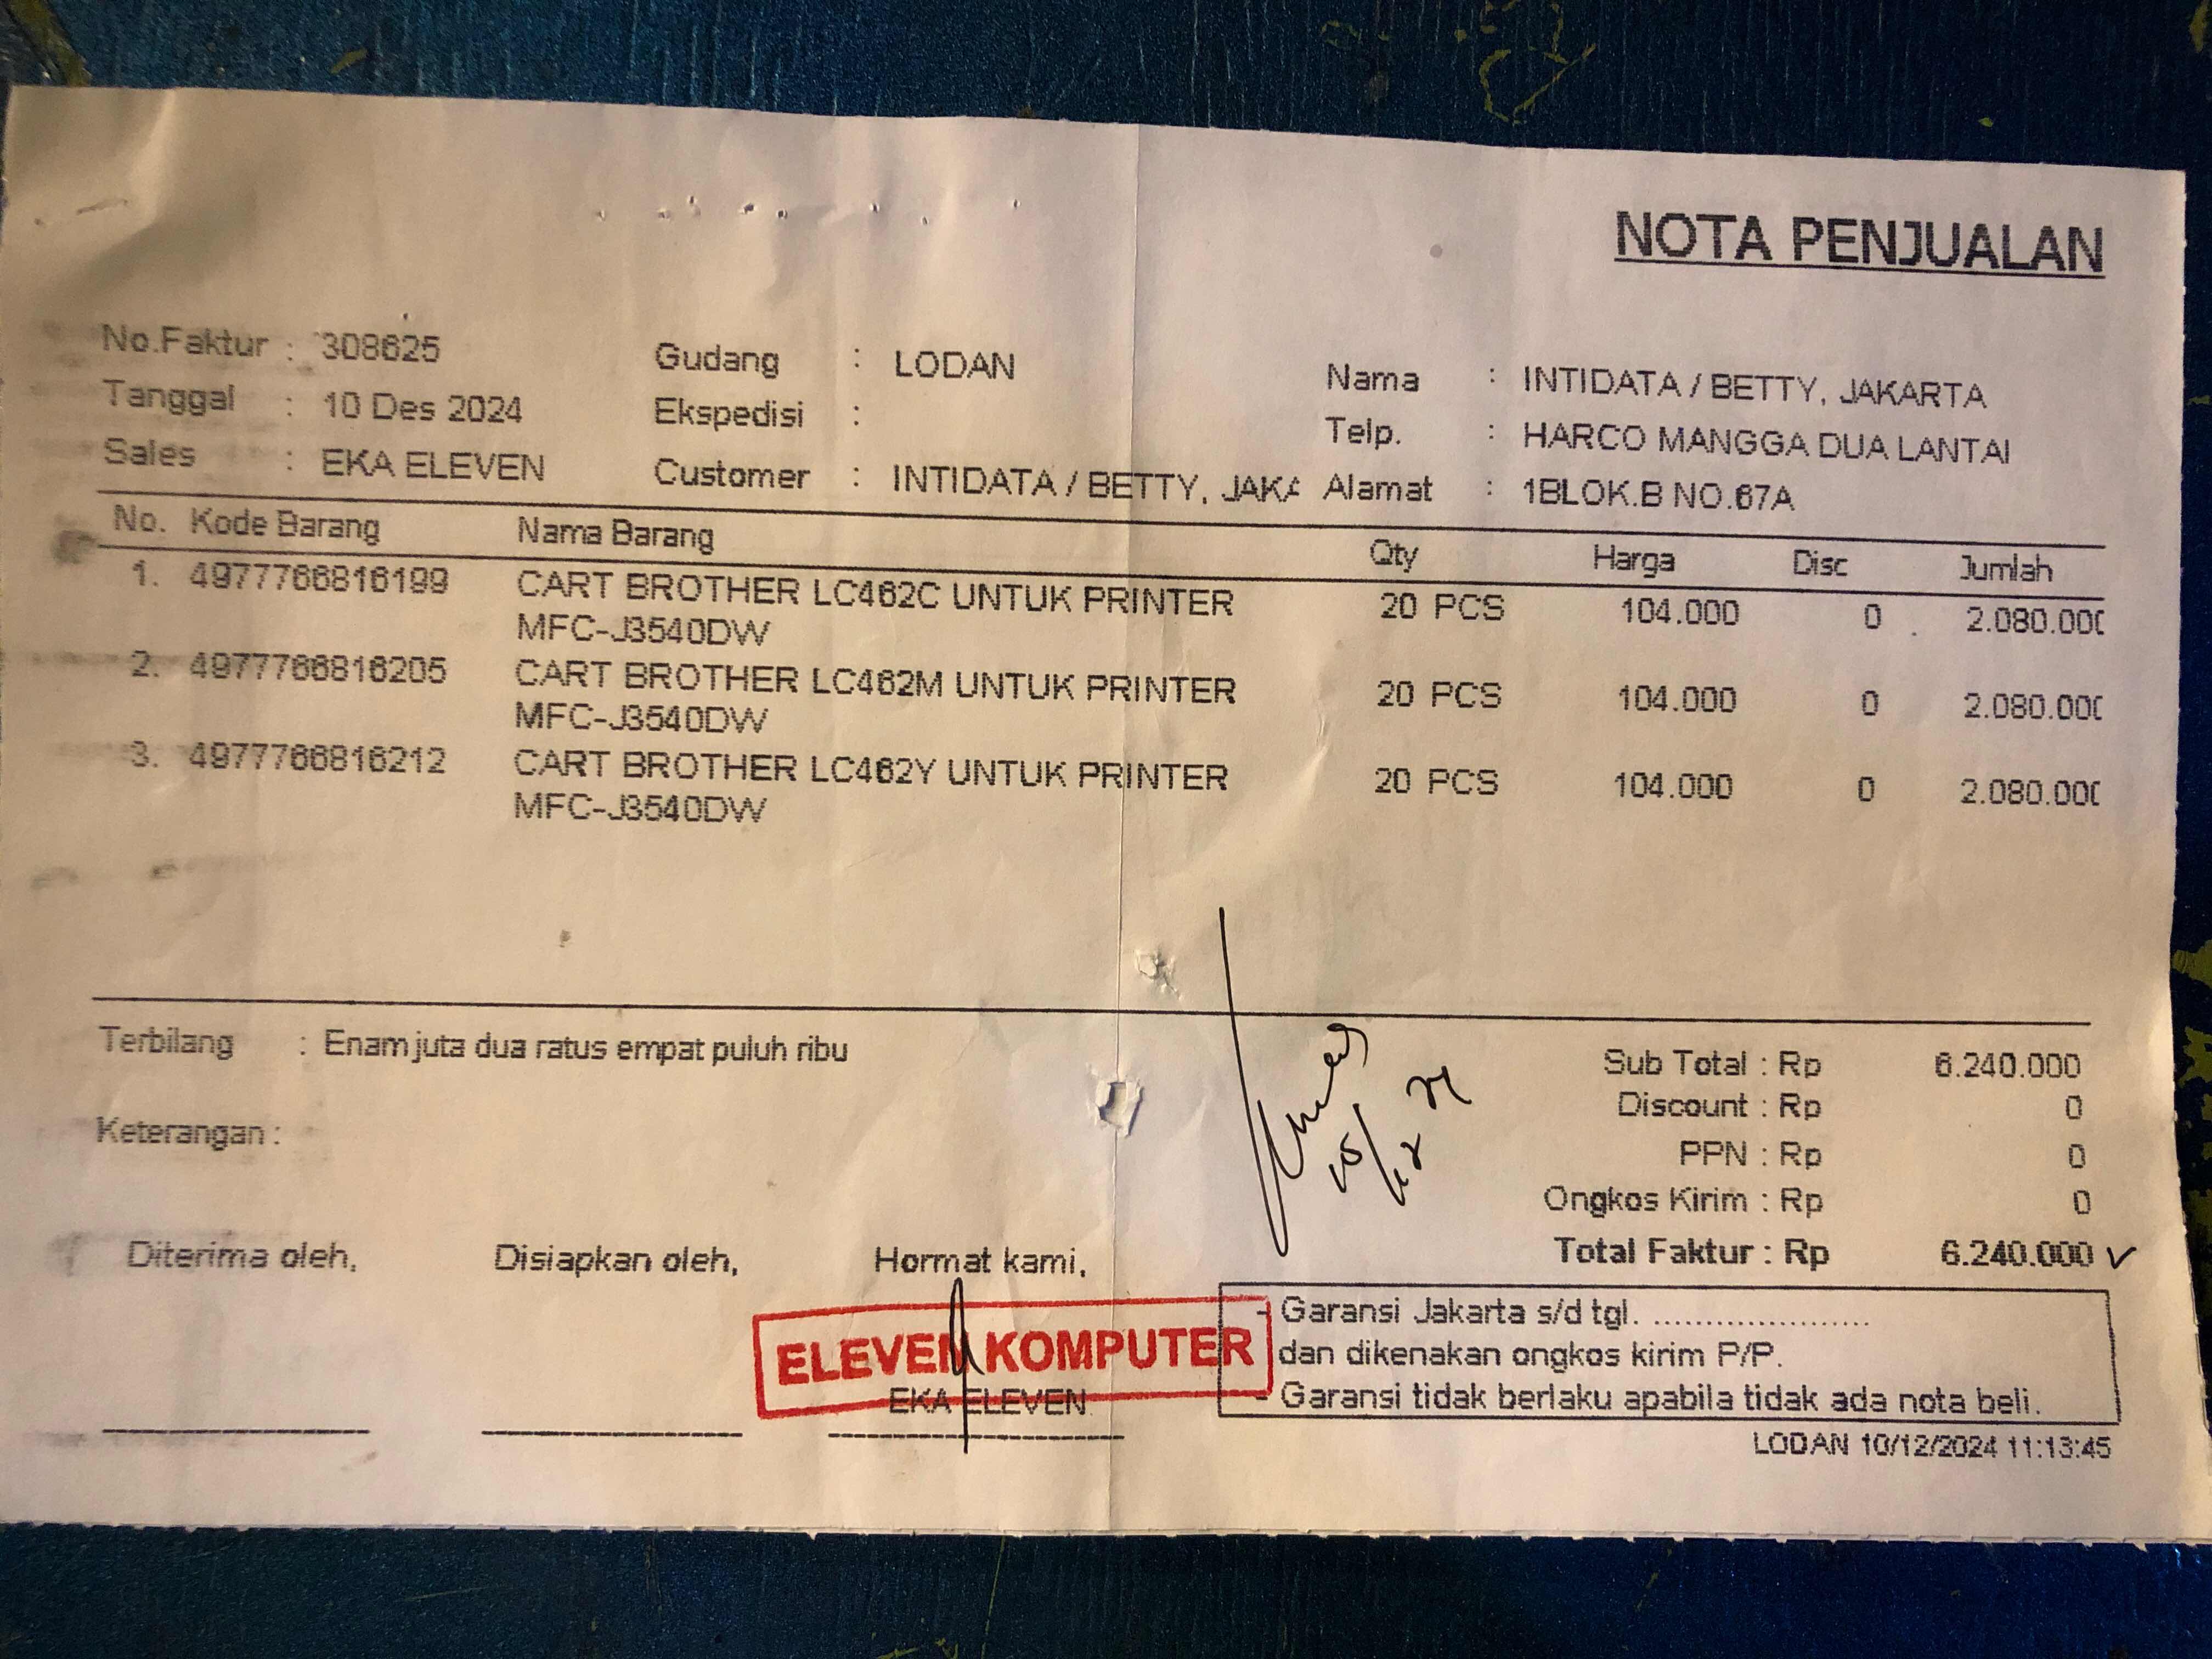 NOTA PENJUALAN
No.Faktur : 308625 Gudang : LODAN Nama : INTIDATA / BETTY, JAKARTA
Tanggal : 10 Des 2024 Ekspedisi : Telp. : HARCO MANGGA DUA LANTAI
Sales : EKA ELEVEN Customer : INTIDATA / BETTY, JAKA Alamat : 1BLOK.B NO.67A
No. Kode Barang Nama Barang Qty Harga Disc Jumlah
1. 4977766816199 CART BROTHER LC462C UNTUK PRINTER 20 PCS 104.000 0 2.080.000
MFC-J3540DW
2. 4977766816205 CART BROTHER LC462M UNTUK PRINTER 20 PCS 104.000 0 2.080.000
MFC-J3540DW
3. 4977766816212 CART BROTHER LC462Y UNTUK PRINTER 20 PCS 104.000 0 2.080.000
MFC-J3540DW
Terbilang : Enam juta dua ratus empat puluh ribu
Sub Total : Rp 6.240.000
Discount : Rp 0
Keterangan :
PPN : Rp 0
Ongkos Kirim : Rp 0
Total Faktur : Rp 6.240.000
Diterima oleh, Disiapkan oleh, Hormat kami,
ELEVEN KOMPUTER
EKA ELEVEN
- Garansi Jakarta s/d tgl. .....................
dan dikenakan ongkos kirim P/P.
- Garansi tidak berlaku apabila tidak ada nota beli.
LODAN 10/12/2024 11:13:45